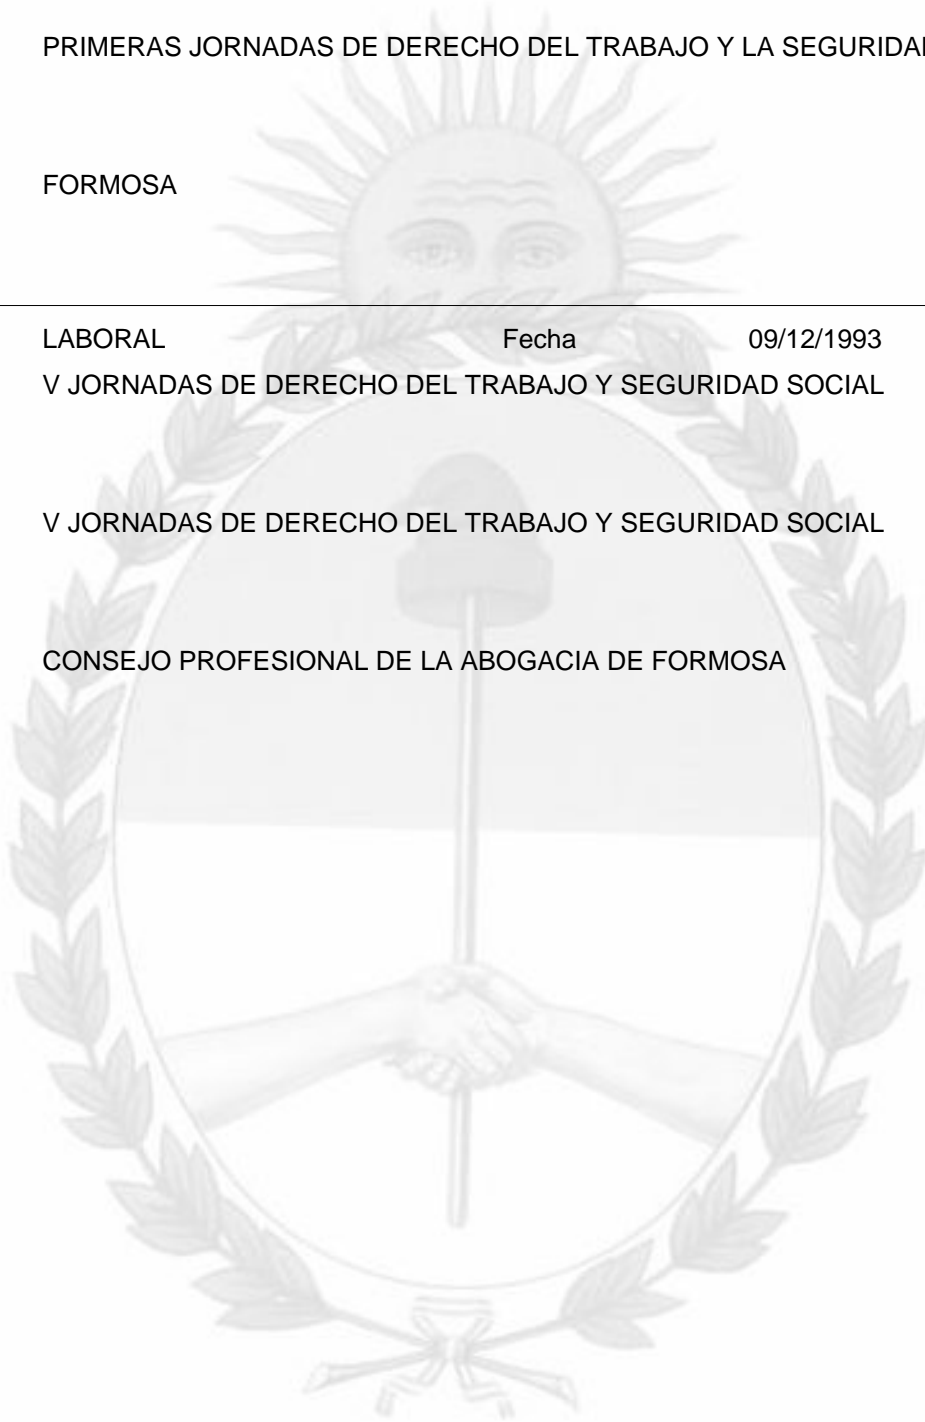 PRIMERAS JORNADAS DE DERECHO DEL TRABAJO Y LA
FORMOSA
LABORAL Fecha 09/12/1993
V JORNADAS DE DERECHO DEL TRABAJO Y SEGURIDAD SOCIAL
V JORNADAS DE DERECHO DEL TRABAJO Y SEGURIDAD SOCIAL
CONSEJO PROFESIONAL DE LA ABOGACIA DE FORMOSA